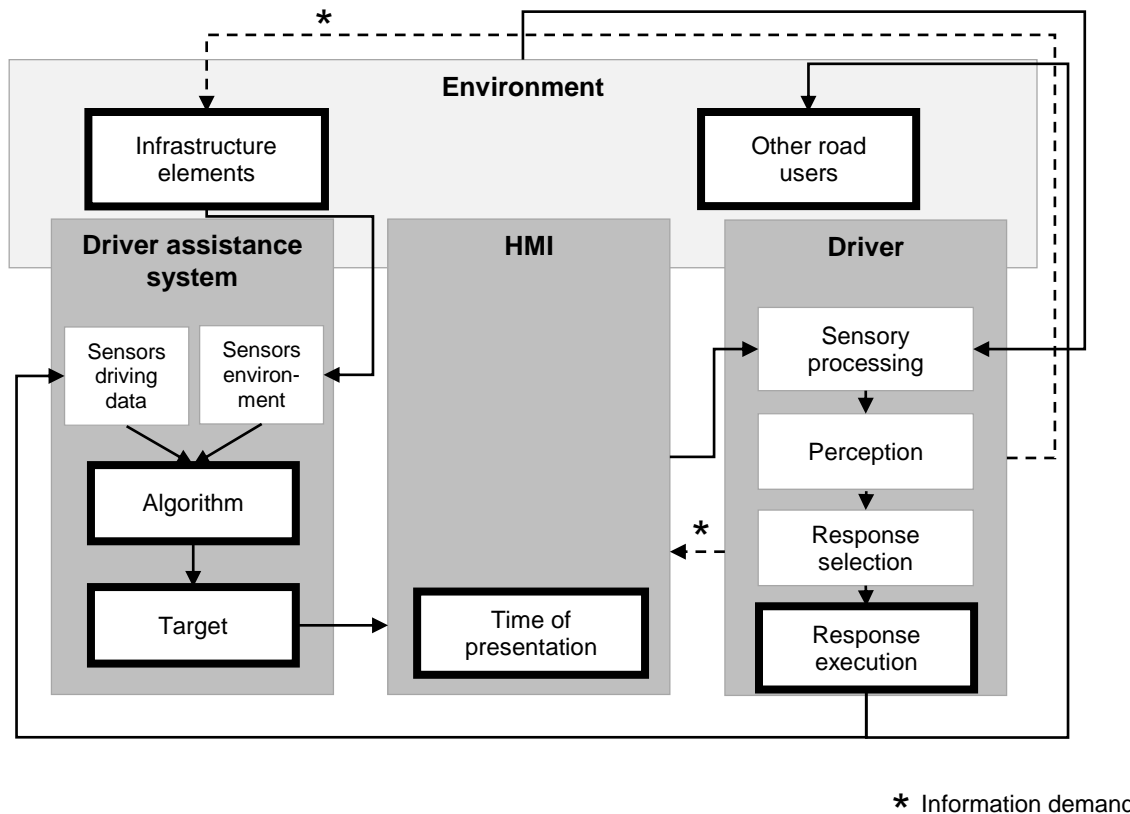 *
Environment
Infrastructure
elements
Other road
users
Driver assistance
system
HMI
Driver
Sensors
driving
data
Sensors
environ-
ment
Sensory
processing
Perception
Algorithm
*
Response
selection
Target
Time of
presentation
Response
execution
* Information demand